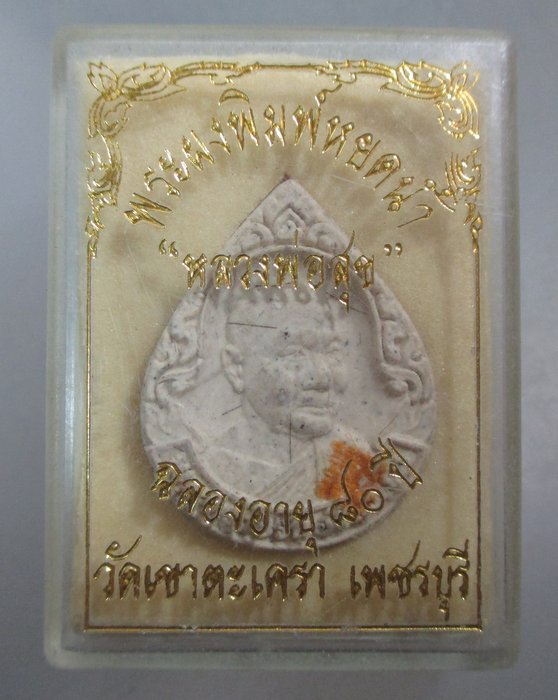 พระผงพิมพ์หยดน้ำ
“หลวงพ่อสุข”
ฉลองอายุ ๘๐ ปี
วัดเขาตะเครา เพชรบุรี